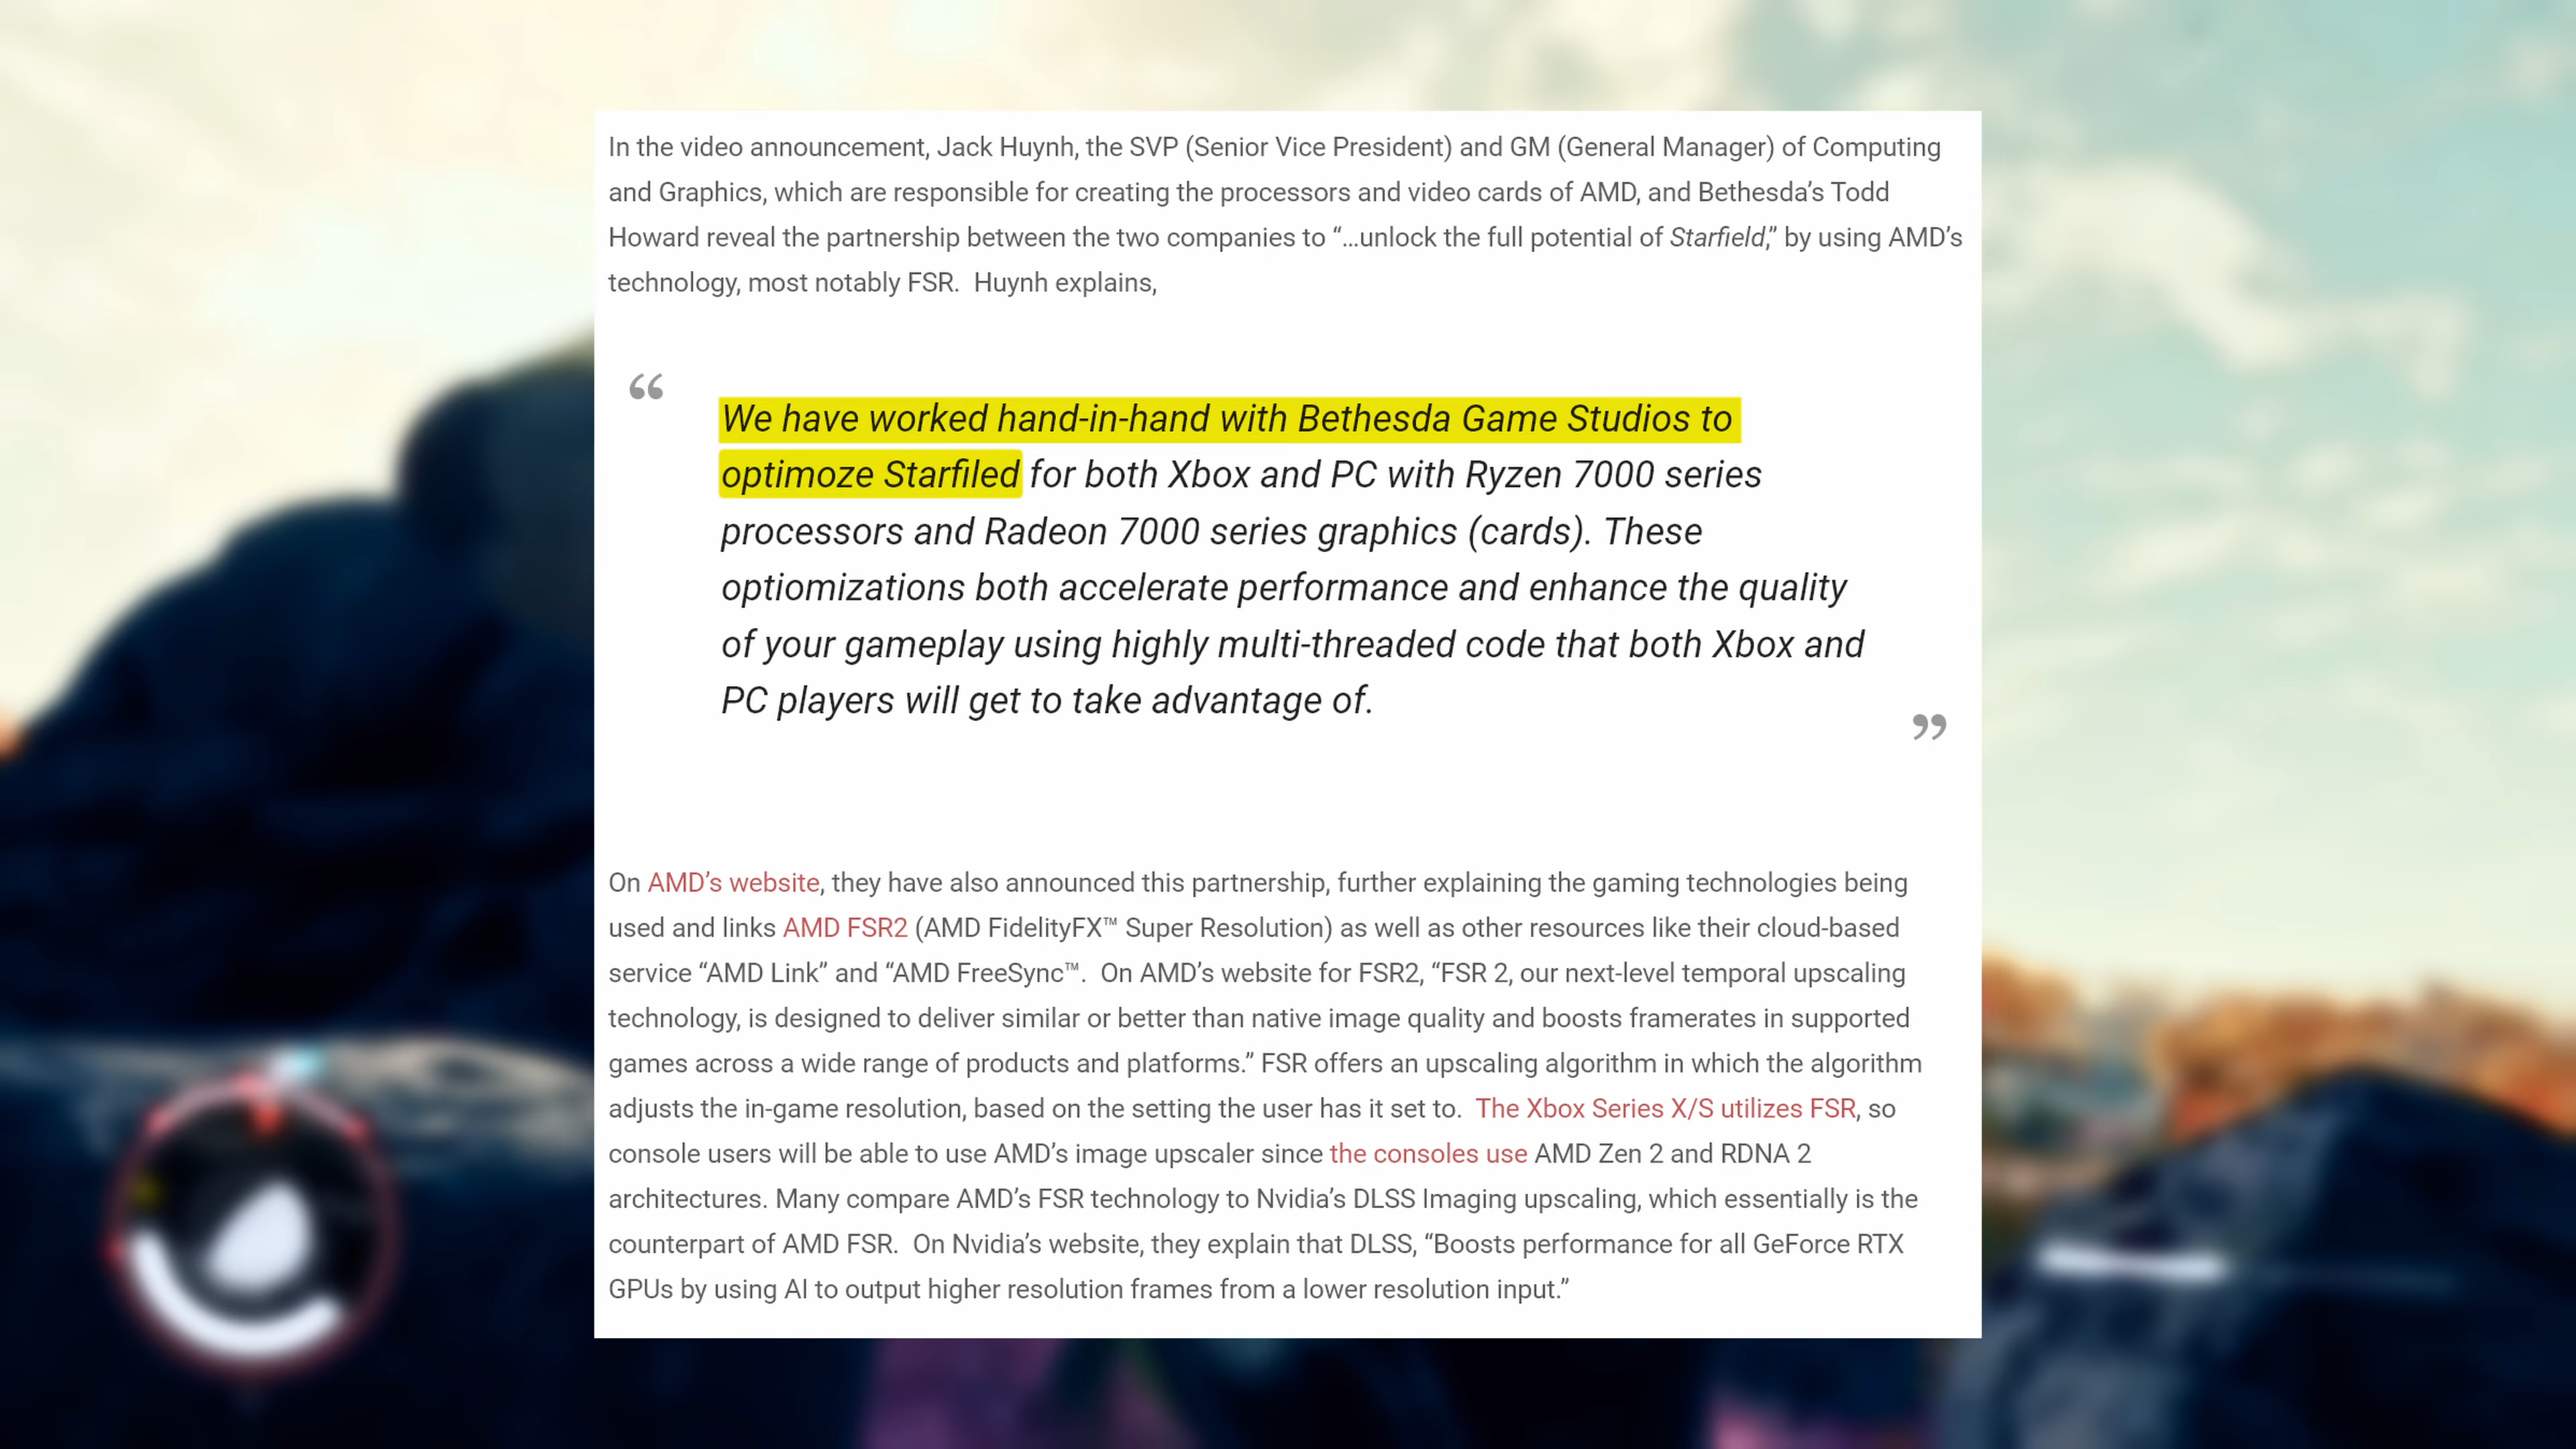 In the video announcement, Jack Huynh, the SVP (Senior Vice President) and GM (General Manager) of Computing
and Graphics, which are responsible for creating the processors and video cards of AMD, and Bethesda’s Todd
Howard reveal the partnership between the two companies to “…unlock the full potential of Starfield,” by using AMD’s
technology, most notably FSR.  Huynh explains,
“
We have worked hand-in-hand with Bethesda Game Studios to
optimoze Starfiled for both Xbox and PC with Ryzen 7000 series
processors and Radeon 7000 series graphics (cards). These
optiomizations both accelerate performance and enhance the quality
of your gameplay using highly multi-threaded code that both Xbox and
PC players will get to take advantage of.
”
On AMD’s website, they have also announced this partnership, further explaining the gaming technologies being
used and links AMD FSR2 (AMD FidelityFX™ Super Resolution) as well as other resources like their cloud-based
service “AMD Link” and “AMD FreeSync™.  On AMD’s website for FSR2, “FSR 2, our next-level temporal upscaling
technology, is designed to deliver similar or better than native image quality and boosts framerates in supported
games across a wide range of products and platforms.” FSR offers an upscaling algorithm in which the algorithm
adjusts the in-game resolution, based on the setting the user has it set to.  The Xbox Series X/S utilizes FSR, so
console users will be able to use AMD’s image upscaler since the consoles use AMD Zen 2 and RDNA 2
architectures. Many compare AMD’s FSR technology to Nvidia’s DLSS Imaging upscaling, which essentially is the
counterpart of AMD FSR.  On Nvidia’s website, they explain that DLSS, “Boosts performance for all GeForce RTX
GPUs by using AI to output higher resolution frames from a lower resolution input.”